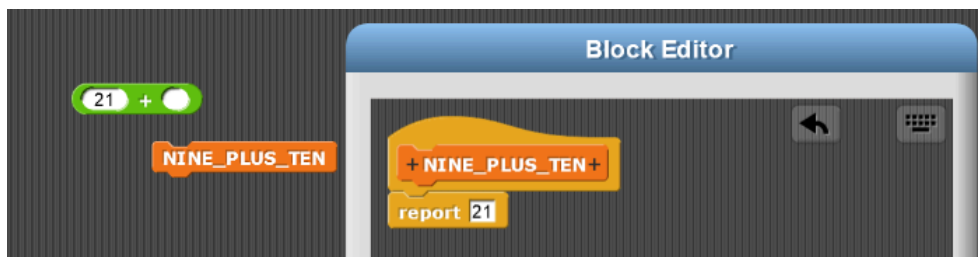 Block Editor
21 +
NINE_PLUS_TEN
+ NINE_PLUS_TEN +
report 21